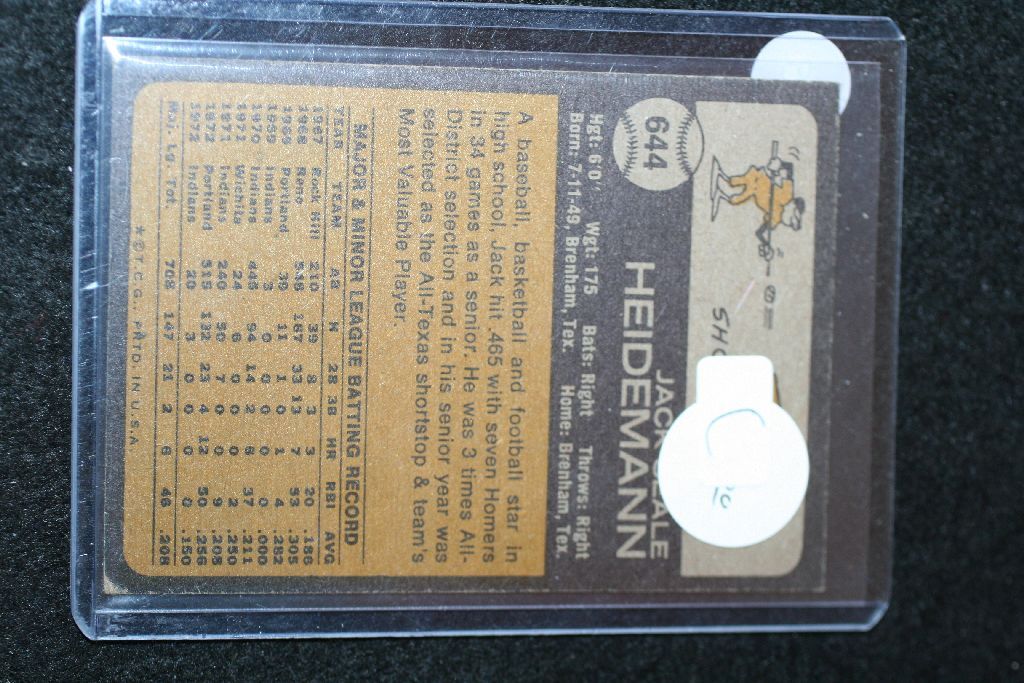 644
JACK SEALE
HEIDEMANN
Hgt: 6'0" Wgt: 175 Bats: Right Throws: Right
Born: 7-11-49, Brenham, Tex. Home: Brenham, Tex.
A baseball, basketball and football star in
high school, Jack hit .465 with seven Homers
in 34 games as a senior. He was 3 times All-
District selection and in his senior year was
selected as the All-Texas shortstop & team's
Most Valuable Player.
MAJOR & MINOR LEAGUE BATTING RECORD
YEAR TEAM AB H 2B 3B HR RBI AVG
1967 Rock Hill 210 39 8 3 3 20 .186
1968 Reno 548 167 33 13 7 53 .305
1969 Portland 39 11 1 0 1 4 .282
1969 Indians 3 0 0 0 0 0 .000
1970 Indians 445 94 14 2 6 37 .211
1971 Wichita 24 6 0 0 0 2 .250
1971 Indians 240 50 7 0 0 9 .208
1972 Portland 515 132 23 4 12 50 .256
1972 Indians 20 3 0 0 0 0 .150
Maj. Lg. Tot. 708 147 21 2 6 46 .208
★ © T.C.G., PRTD. IN U.S.A.